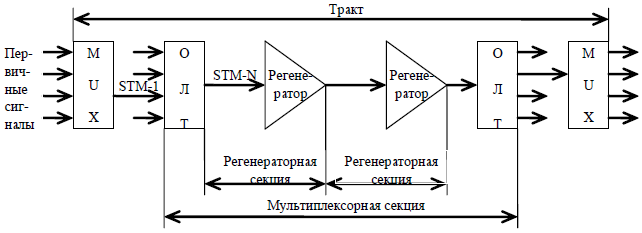 Тракт
Пер-
вич-
ные
сиг-
налы
M
U
X
STM-1
О
Л
Т
STM-N
Регене-
ратор
Регене-
ратор
О
Л
Т
M
U
X
Регенераторная
секция
Регенераторная
секция
Мультиплексорная секция